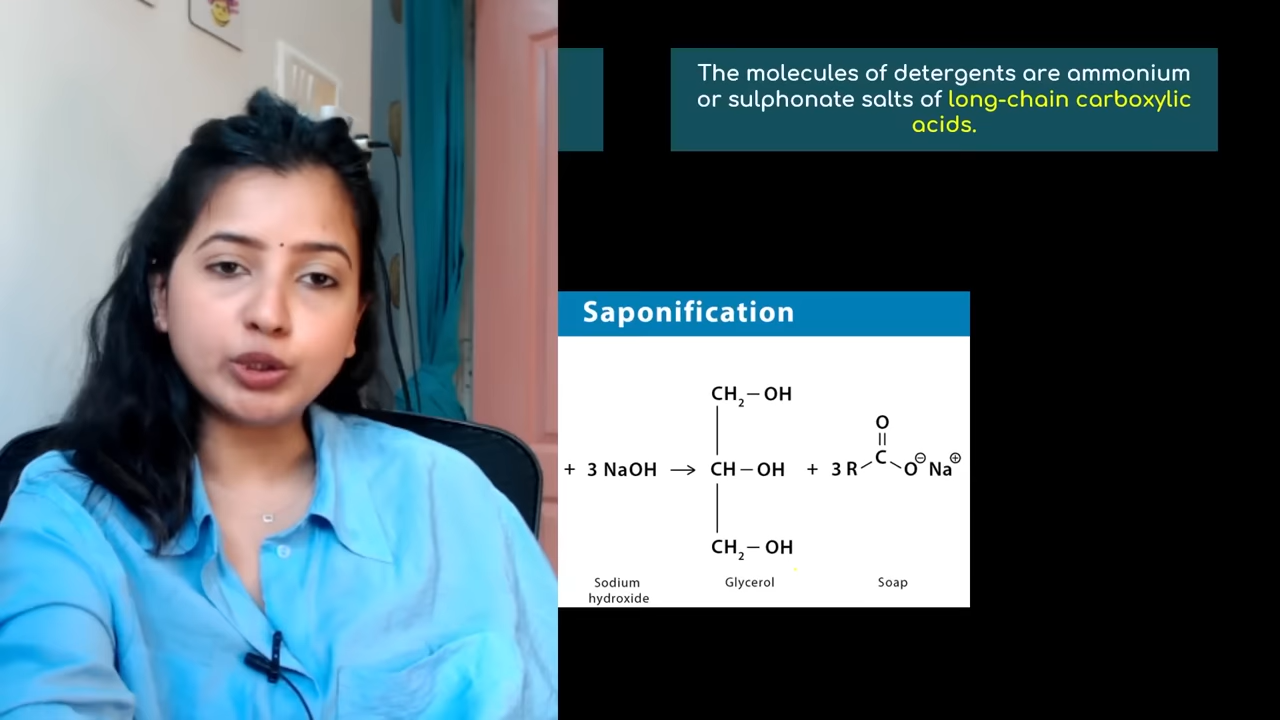 The molecules of detergents are ammonium
or sulphonate salts of long-chain carboxylic
acids.
Saponification
CH2 – OH
O
||
+ 3 NaOH → CH – OH + 3 R C O⊖ Na⊕
CH2 – OH
Sodium Glycerol Soap
hydroxide